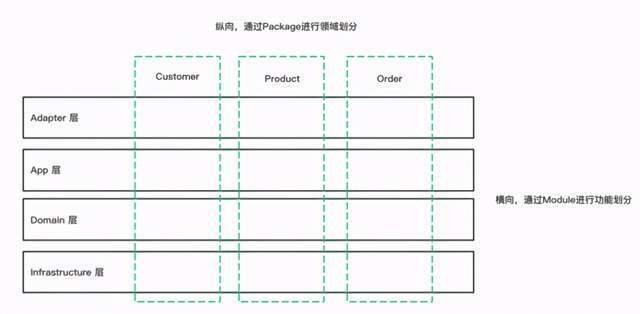 纵向，通过Package进行领域划分
Customer
Product
Order
Adapter 层
App 层
横向，通过Module进行功能划分
Domain 层
Infrastructure 层